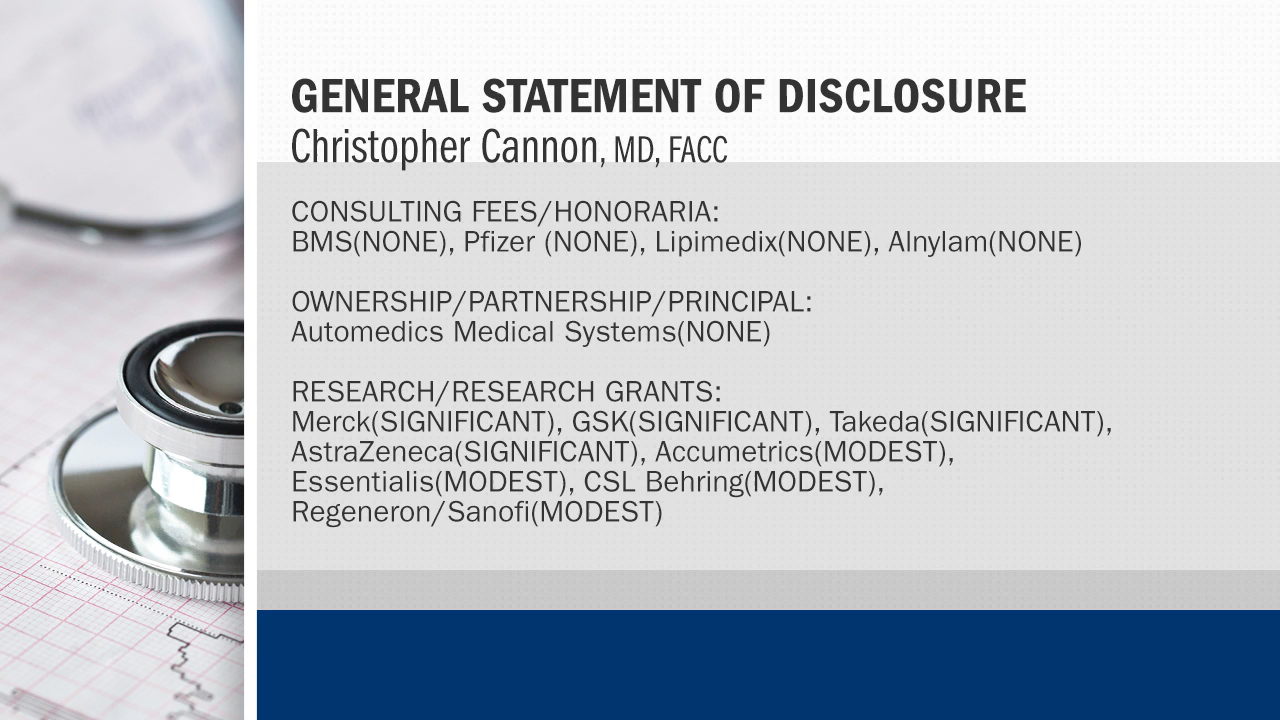 GENERAL STATEMENT OF DISCLOSURE
Christopher Cannon, MD, FACC
CONSULTING FEES/HONORARIA:
BMS(NONE), Pfizer (NONE), Lipimedix(NONE), Alnylam(NONE)
OWNERSHIP/PARTNERSHIP/PRINCIPAL:
Automedics Medical Systems(NONE)
RESEARCH/RESEARCH GRANTS:
Merck(SIGNIFICANT), GSK(SIGNIFICANT), Takeda(SIGNIFICANT),
AstraZeneca(SIGNIFICANT), Accumetrics(MODEST),
Essentialis(MODEST), CSL Behring(MODEST),
Regeneron/Sanofi(MODEST)